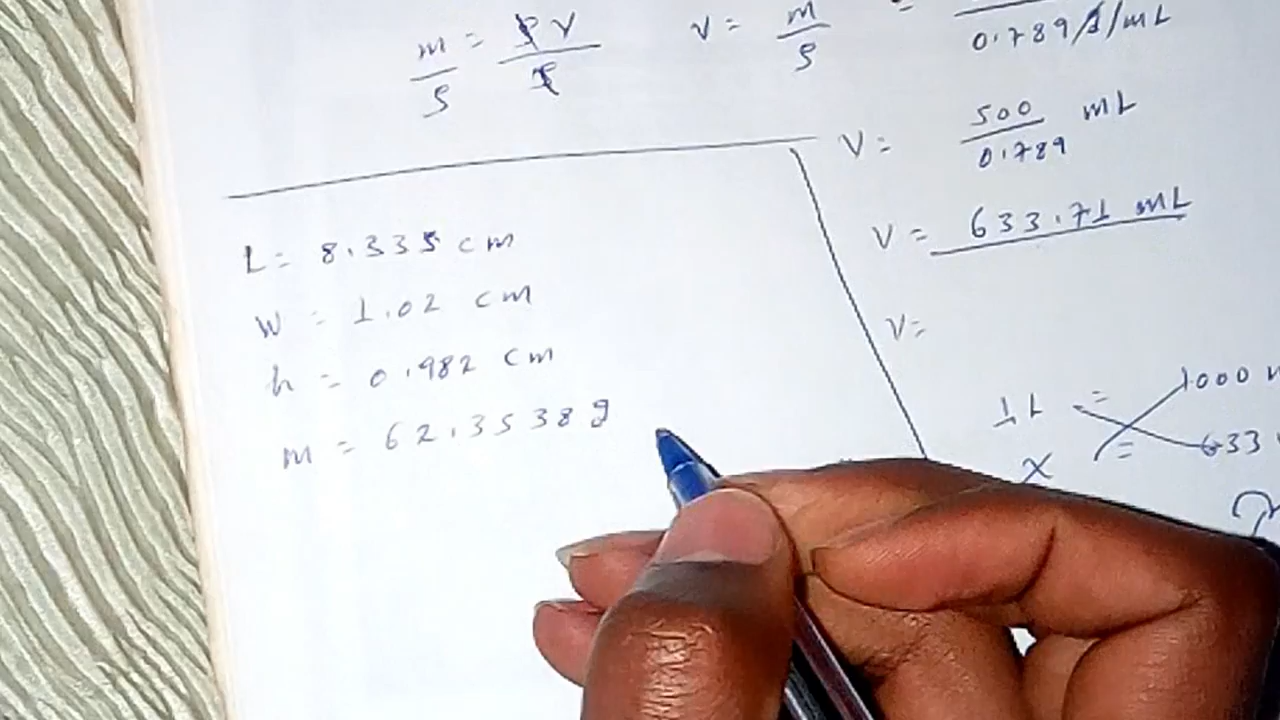 m/ρ = ρV/ρ
V = m/ρ =
0.789 g/mL
V = 500/0.789 mL
V = 633.71 mL
L = 8.335 cm
W = 1.02 cm
h = 0.982 cm
m = 62.3538 g
V =
1L = 1000
x = 633